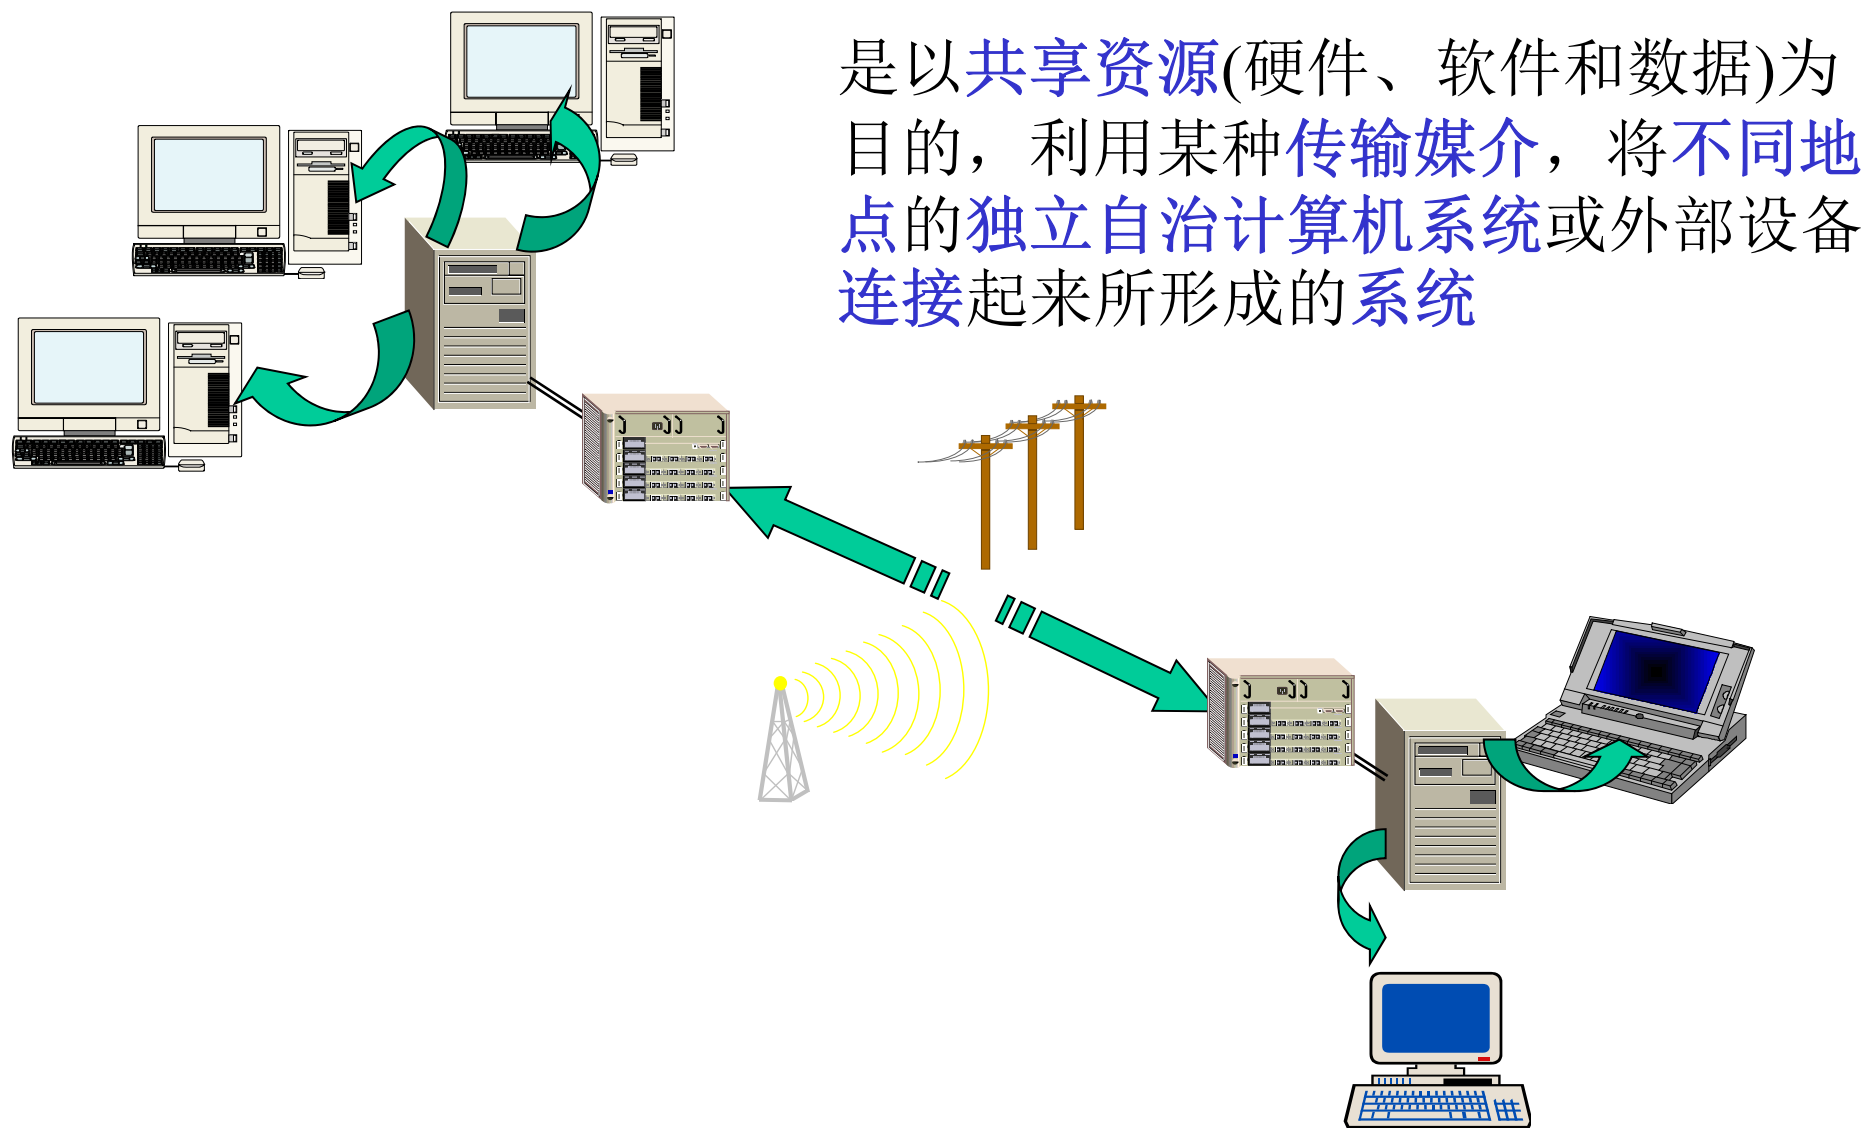 是以共享资源(硬件、软件和数据)为
目的，利用某种传输媒介，将不同地
点的独立自治计算机系统或外部设备
连接起来所形成的系统